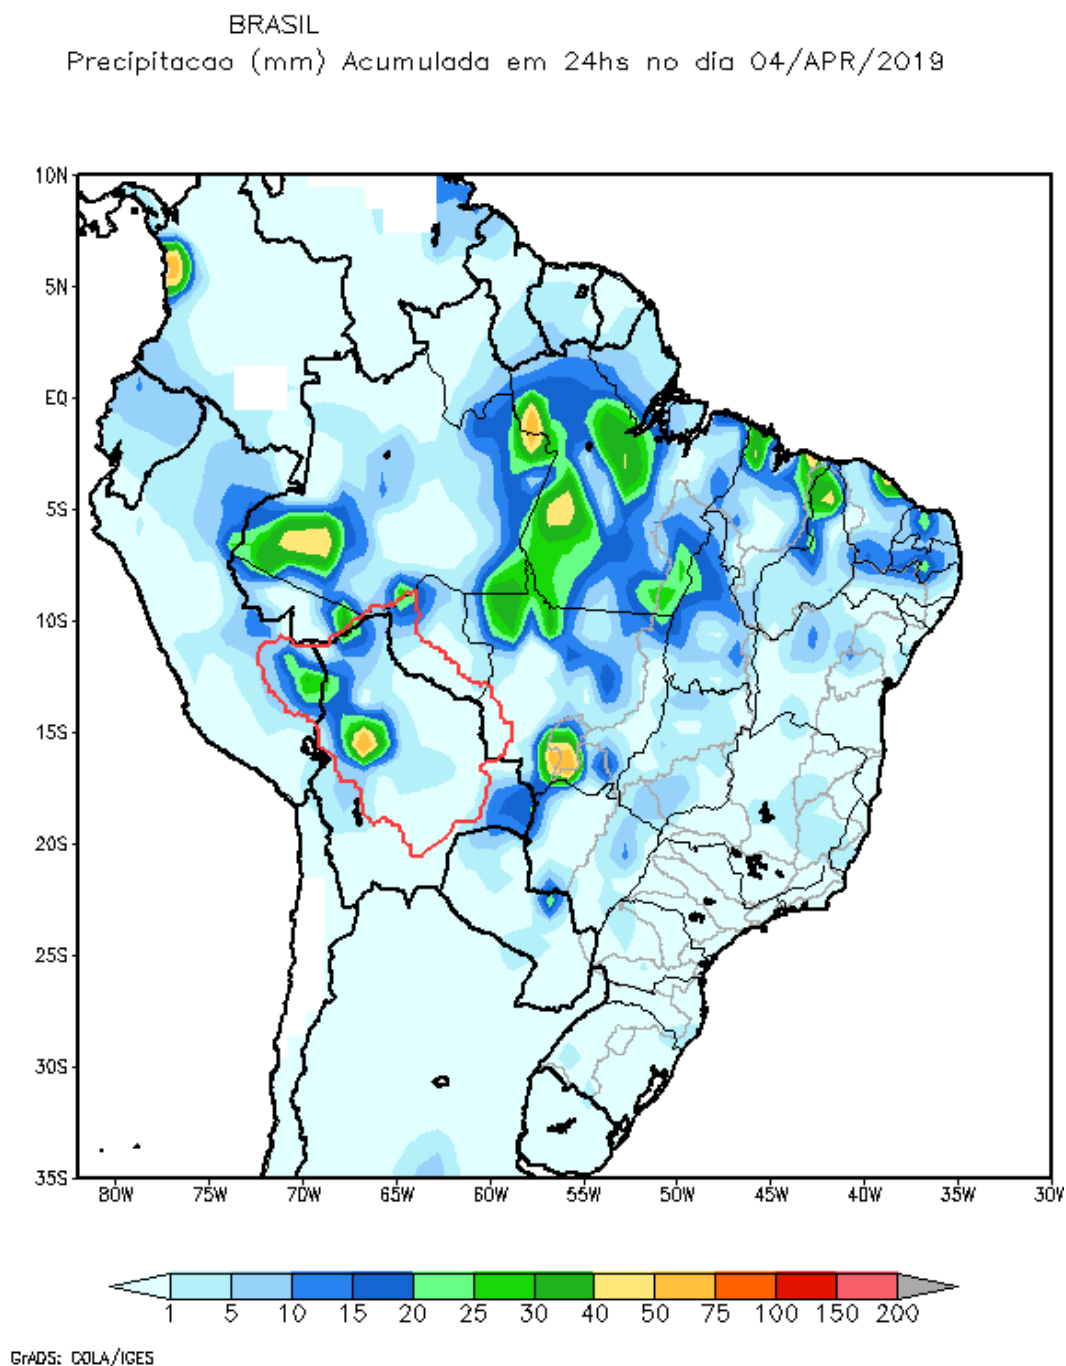 BRASIL
Precipitacao (mm) Acumulada em 24hs no dia 04/APR/2019
10N
5N
EQ
5S
10S
15S
20S
25S
30S
35S
80W 75W 70W 65W 60W 55W 50W 45W 40W 35W 30W
1 5 10 15 20 25 30 40 50 75 100 150 200
GrADS: COLA/IGES